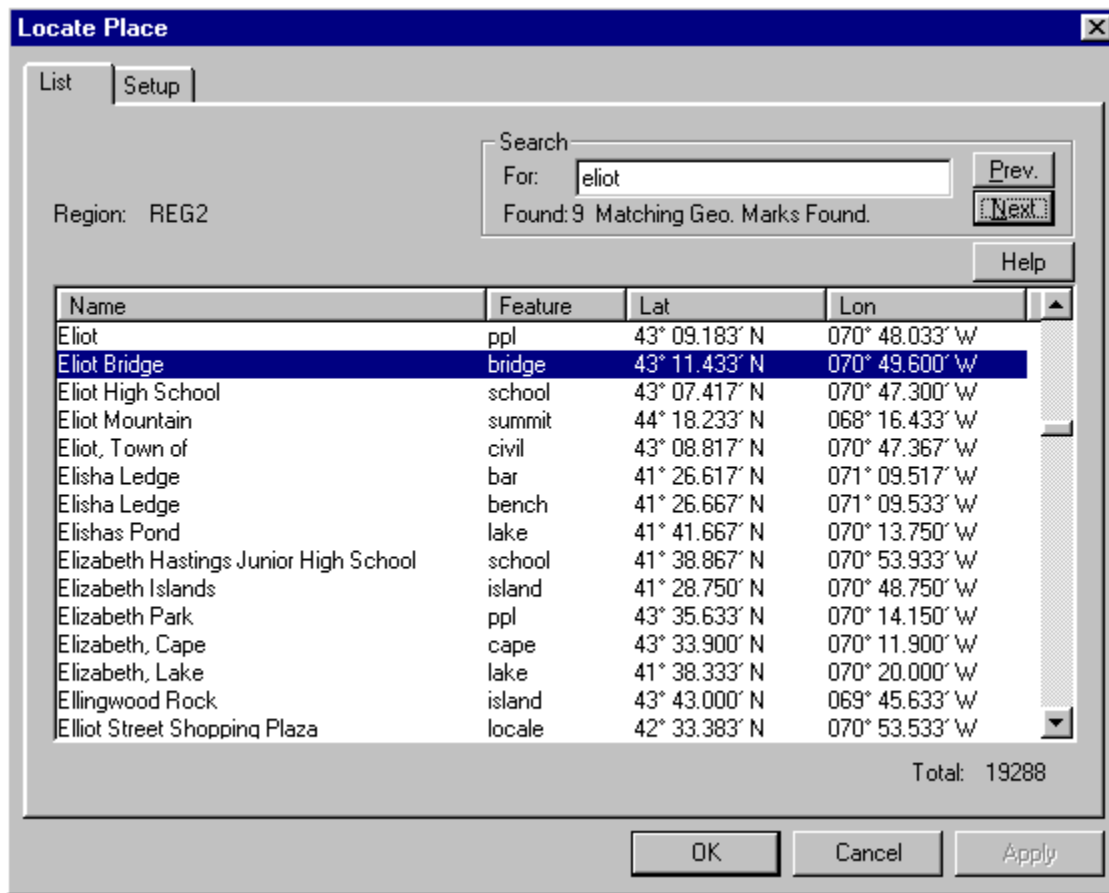 Locate Place
List Setup
Search
For: eliot Prev.
Region: REG2 Found: 9 Matching Geo. Marks Found. Next
Help
Name Feature Lat Lon
Eliot ppl 43° 09.183´ N 070° 48.033´ W
Eliot Bridge bridge 43° 11.433´ N 070° 49.600´ W
Eliot High School school 43° 07.417´ N 070° 47.300´ W
Eliot Mountain summit 44° 18.233´ N 068° 16.433´ W
Eliot, Town of civil 43° 08.817´ N 070° 47.367´ W
Elisha Ledge bar 41° 26.617´ N 071° 09.517´ W
Elisha Ledge bench 41° 26.667´ N 071° 09.533´ W
Elishas Pond lake 41° 41.667´ N 070° 13.750´ W
Elizabeth Hastings Junior High School school 41° 38.867´ N 070° 53.933´ W
Elizabeth Islands island 41° 28.750´ N 070° 48.750´ W
Elizabeth Park ppl 43° 35.633´ N 070° 14.150´ W
Elizabeth, Cape cape 43° 33.900´ N 070° 11.900´ W
Elizabeth, Lake lake 41° 38.333´ N 070° 20.000´ W
Ellingwood Rock island 43° 43.000´ N 069° 45.633´ W
Elliot Street Shopping Plaza locale 42° 33.383´ N 070° 53.533´ W
Total: 19288
OK Cancel Apply